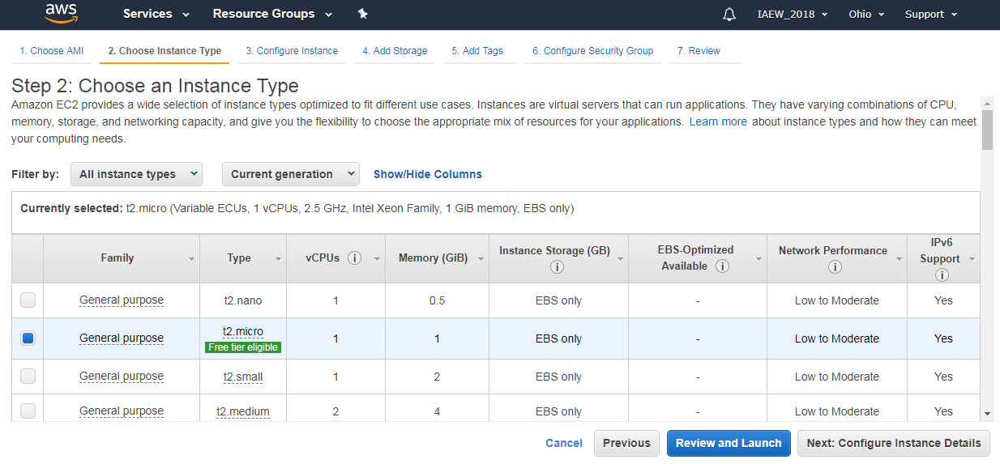 aws Services Resource Groups IAEW_2018 Ohio Support
1. Choose AMI 2. Choose Instance Type 3. Configure Instance 4. Add Storage 5. Add Tags 6. Configure Security Group 7. Review
Step 2: Choose an Instance Type
Amazon EC2 provides a wide selection of instance types optimized to fit different use cases. Instances are virtual servers that can run applications. They have varying combinations of CPU,
memory, storage, and networking capacity, and give you the flexibility to choose the appropriate mix of resources for your applications. Learn more about instance types and how they can meet
your computing needs.
Filter by: All instance types Current generation Show/Hide Columns
Currently selected: t2.micro (Variable ECUs, 1 vCPUs, 2.5 GHz, Intel Xeon Family, 1 GiB memory, EBS only)
Family Type vCPUs i Memory (GiB) Instance Storage (GB) i EBS-Optimized Available i Network Performance i IPv6 Support i
General purpose t2.nano 1 0.5 EBS only - Low to Moderate Yes
General purpose t2.micro Free tier eligible 1 1 EBS only - Low to Moderate Yes
General purpose t2.small 1 2 EBS only - Low to Moderate Yes
General purpose t2.medium 2 4 EBS only - Low to Moderate Yes
Cancel Previous Review and Launch Next: Configure Instance Details